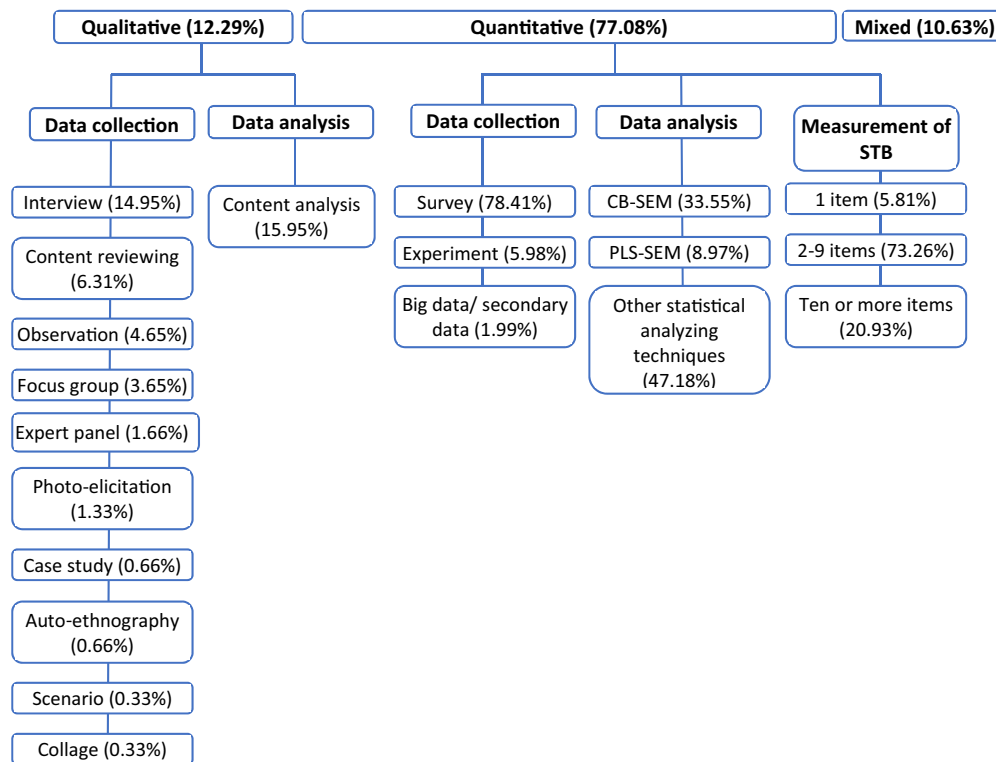 Qualitative (12.29%)
Quantitative (77.08%)
Mixed (10.63%)
Data collection
Interview (14.95%)
Content reviewing
(6.31%)
Observation (4.65%)
Focus group (3.65%)
Expert panel (1.66%)
Photo-elicitation
(1.33%)
Case study (0.66%)
Auto-ethnography
(0.66%)
Scenario (0.33%)
Collage (0.33%)
Data analysis
Content analysis
(15.95%)
Data collection
Survey (78.41%)
Experiment (5.98%)
Big data/ secondary
data (1.99%)
Data analysis
CB-SEM (33.55%)
PLS-SEM (8.97%)
Other statistical
analyzing
techniques
(47.18%)
Measurement of
STB
1 item (5.81%)
2-9 items (73.26%)
Ten or more items
(20.93%)